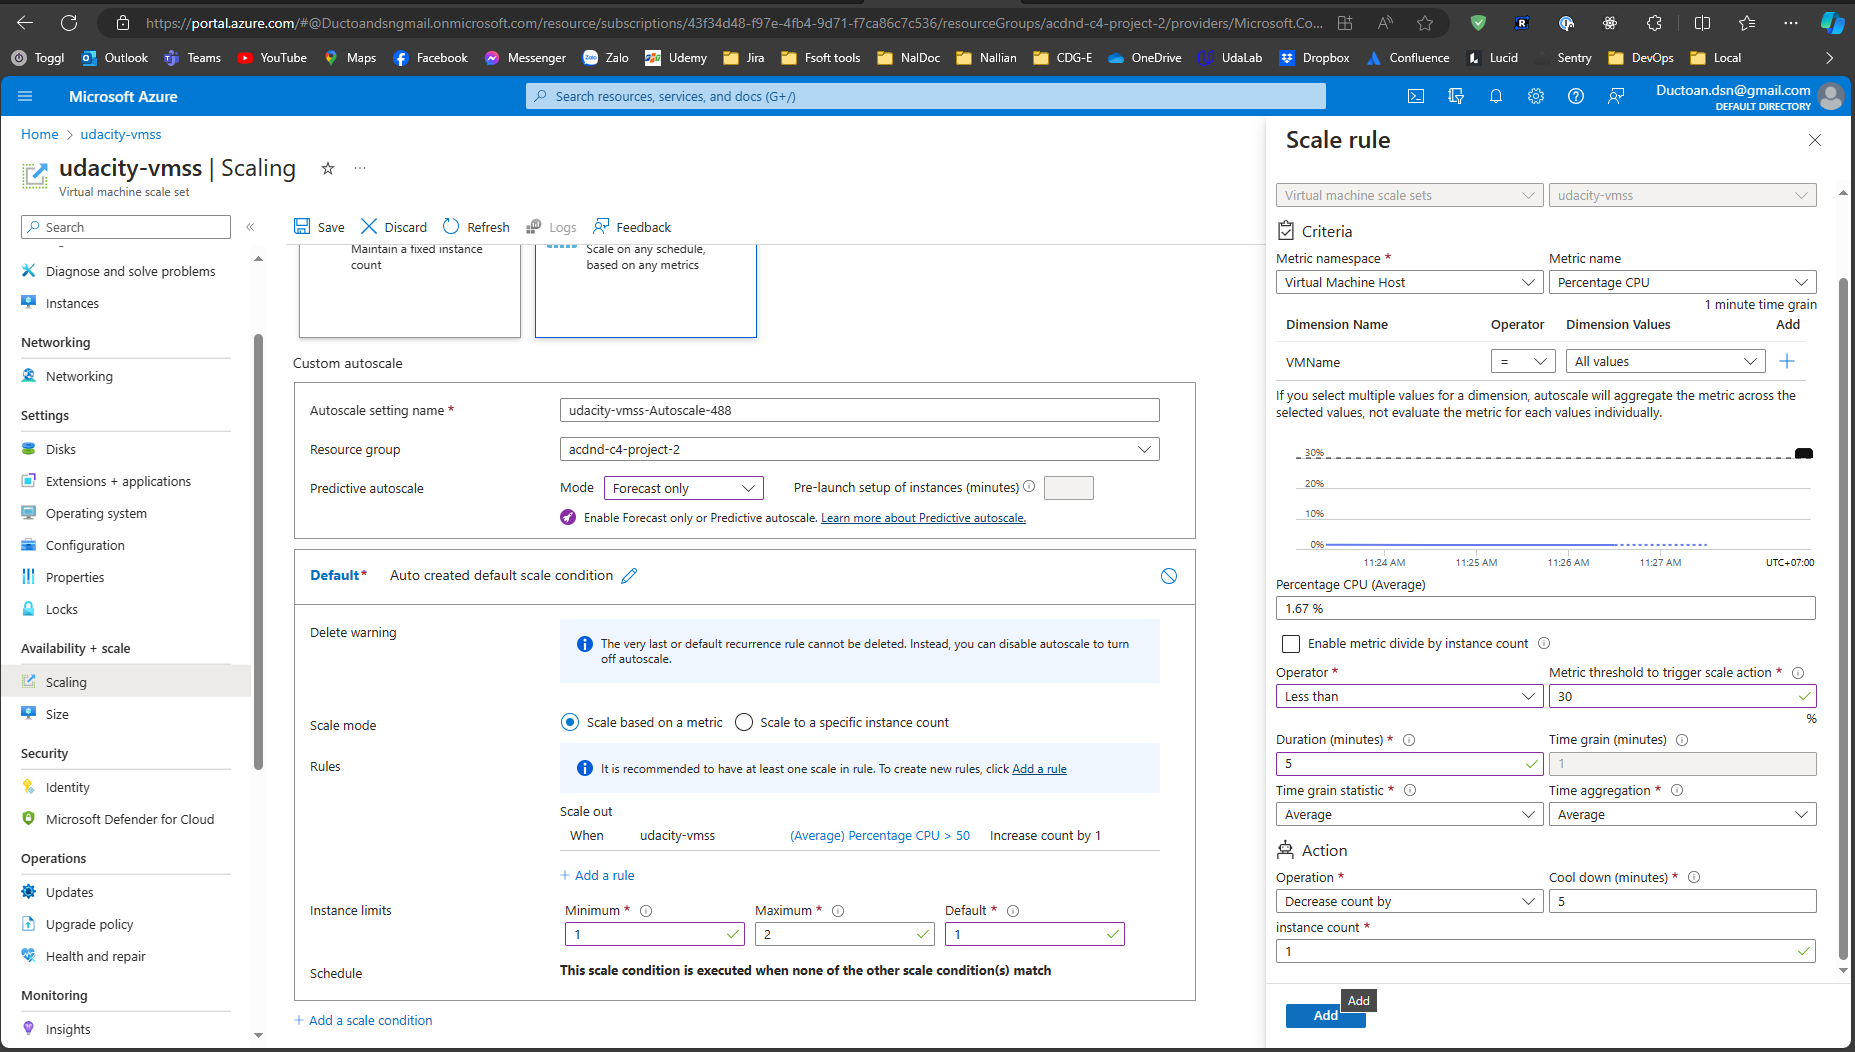 https://portal.azure.com/#@Ductoandsngmail.onmicrosoft.com/resource/subscriptions/43f34d48-f97e-4fb4-9d71-f7ca86c7c536/resourceGroups/acdnd-c4-project-2/providers/Microsoft.Co...
Toggl Outlook Teams YouTube Maps Facebook Messenger Zalo Udemy Jira Fsoft tools NalDoc Nallian CDG-E OneDrive UdaLab Dropbox Confluence Lucid Sentry DevOps Local
Microsoft Azure
Search resources, services, and docs (G+/)
Ductoan.dsn@gmail.com
DEFAULT DIRECTORY
Home > udacity-vmss
udacity-vmss | Scaling
Virtual machine scale set
Search
Diagnose and solve problems
Instances
Networking
Networking
Settings
Disks
Extensions + applications
Operating system
Configuration
Properties
Locks
Availability + scale
Scaling
Size
Security
Identity
Microsoft Defender for Cloud
Operations
Updates
Upgrade policy
Health and repair
Monitoring
Insights
Save Discard Refresh Logs Feedback
Maintain a fixed instance
count
Scale on any schedule,
based on any metrics
Custom autoscale
Autoscale setting name * udacity-vmss-Autoscale-488
Resource group acdnd-c4-project-2
Predictive autoscale Mode Forecast only Pre-launch setup of instances (minutes)
Enable Forecast only or Predictive autoscale. Learn more about Predictive autoscale.
Default* Auto created default scale condition
Delete warning
The very last or default recurrence rule cannot be deleted. Instead, you can disable autoscale to turn
off autoscale.
Scale mode Scale based on a metric Scale to a specific instance count
Rules It is recommended to have at least one scale in rule. To create new rules, click Add a rule
Scale out
When udacity-vmss (Average) Percentage CPU > 50 Increase count by 1
+ Add a rule
Instance limits Minimum * Maximum * Default *
1 2 1
Schedule This scale condition is executed when none of the other scale condition(s) match
+ Add a scale condition
Scale rule
Virtual machine scale sets udacity-vmss
Criteria
Metric namespace * Metric name
Virtual Machine Host Percentage CPU
1 minute time grain
Dimension Name Operator Dimension Values Add
VMName = All values
If you select multiple values for a dimension, autoscale will aggregate the metric across the
selected values, not evaluate the metric for each values individually.
30%
20%
10%
0%
11:24 AM 11:25 AM 11:26 AM 11:27 AM UTC+07:00
Percentage CPU (Average)
1.67 %
Enable metric divide by instance count
Operator * Metric threshold to trigger scale action *
Less than 30
%
Duration (minutes) * Time grain (minutes)
5 1
Time grain statistic * Time aggregation *
Average Average
Action
Operation * Cool down (minutes) *
Decrease count by 5
instance count *
1
Add
Add